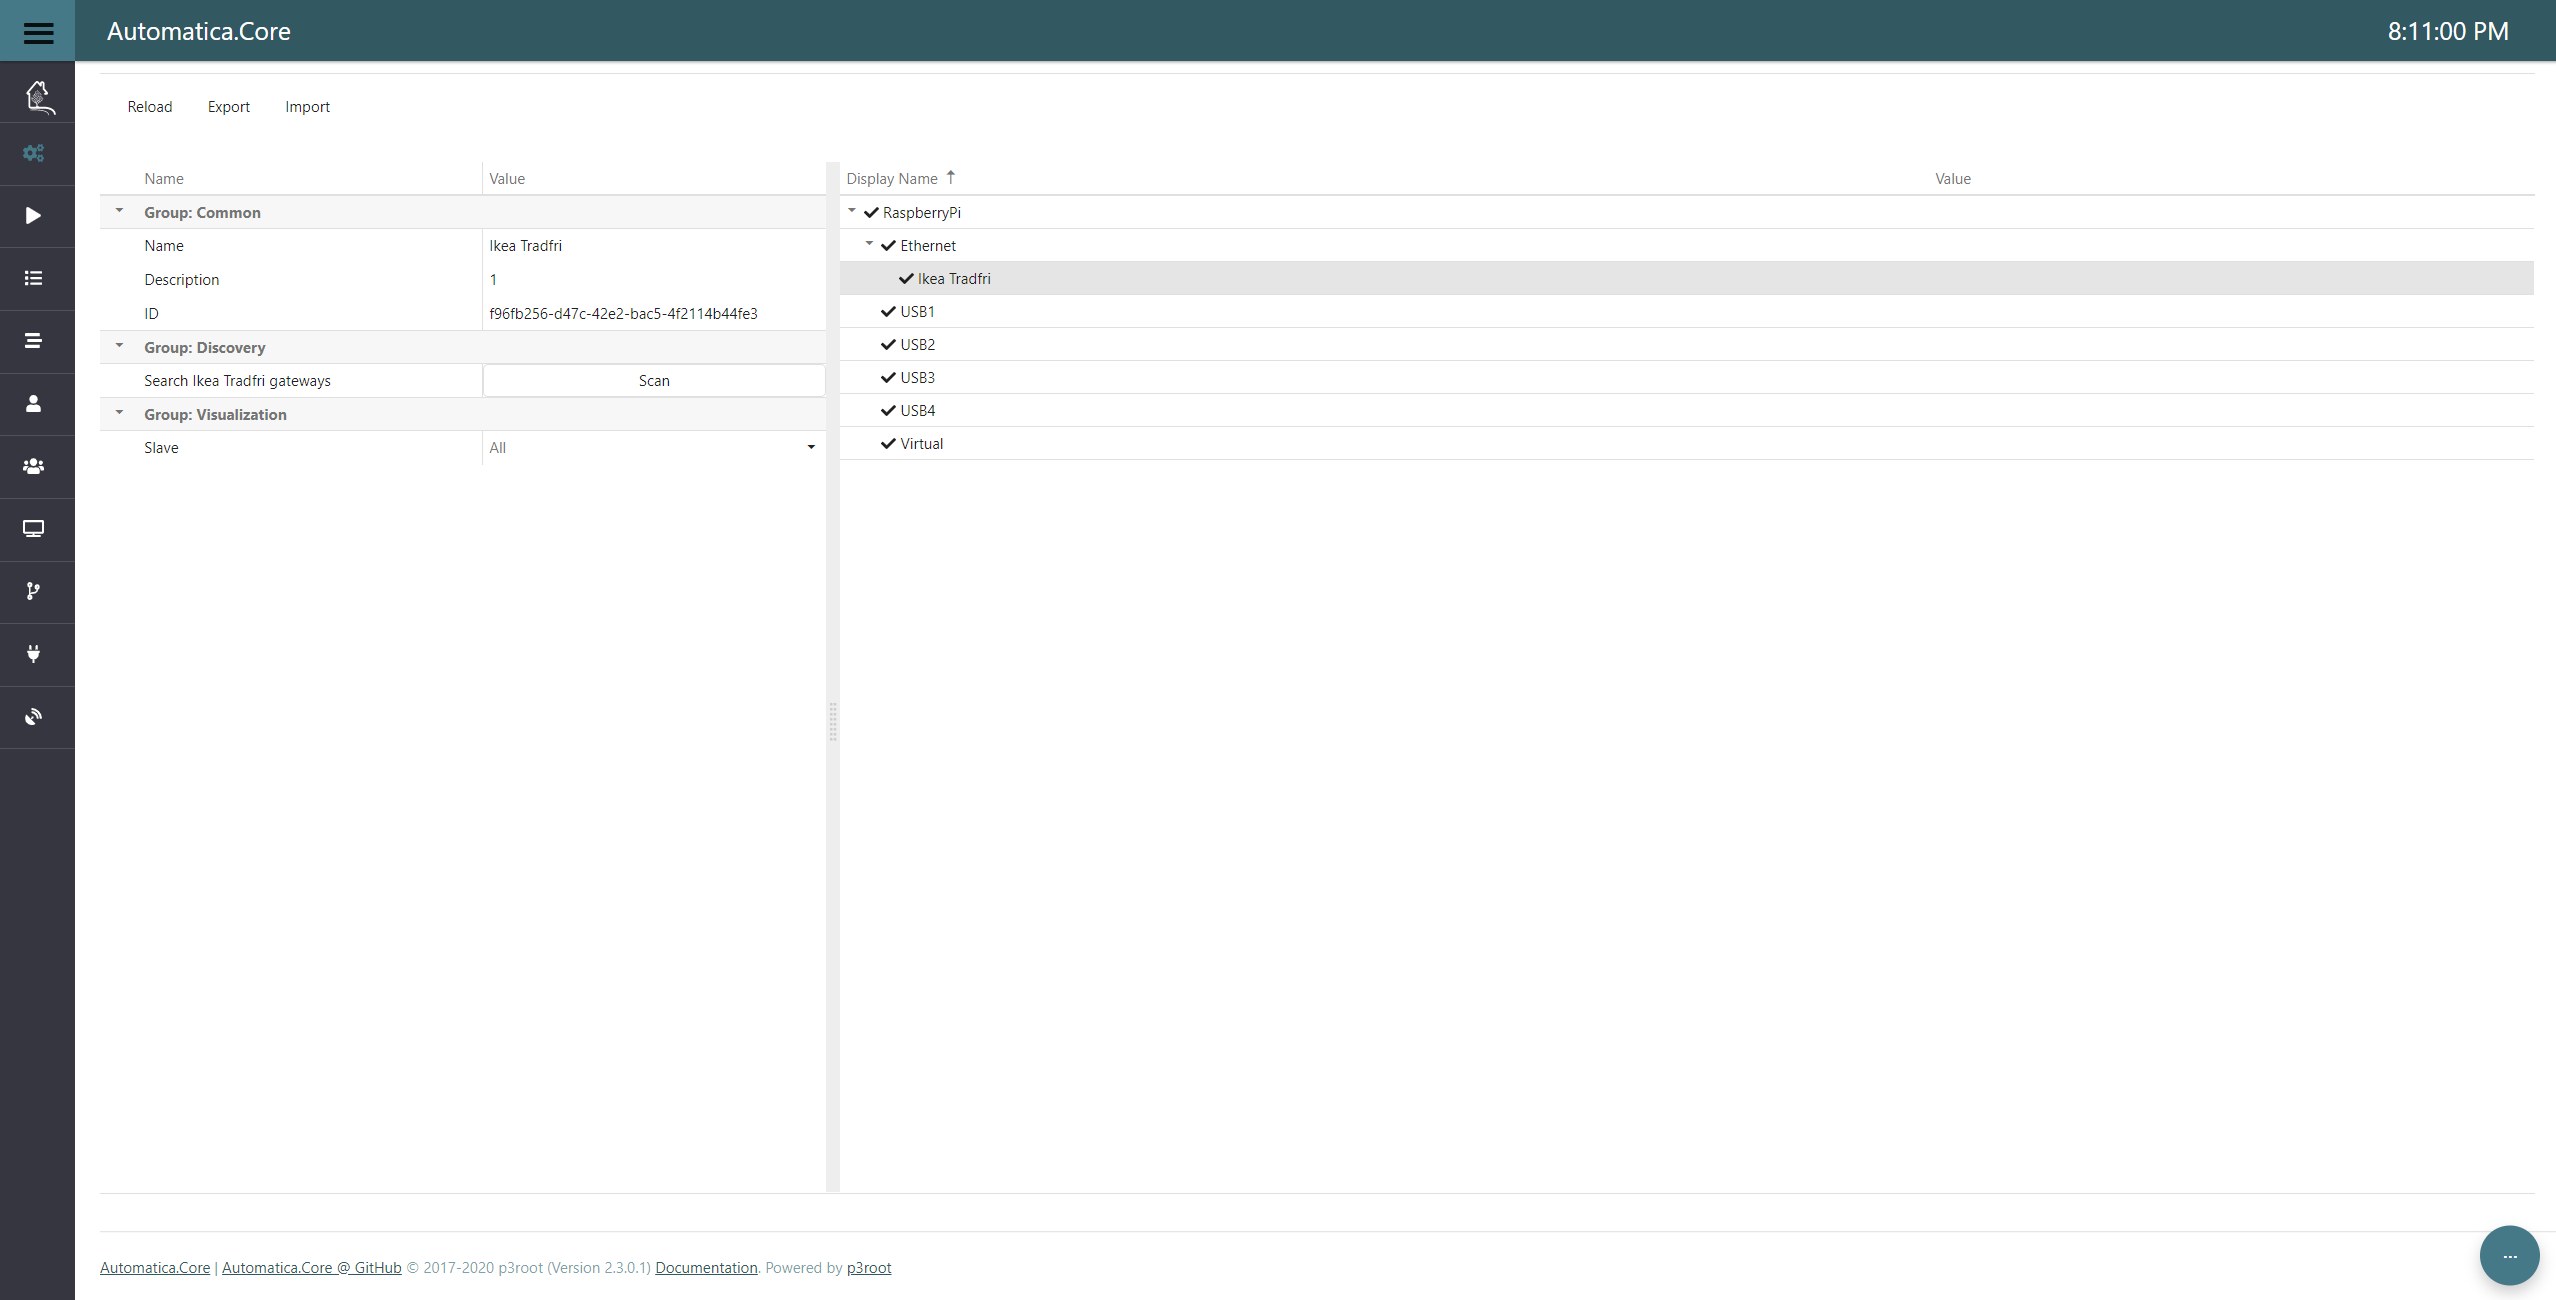 Automatica.Core
8:11:00 PM
Reload Export Import
Name Value
Group: Common
Name Ikea Tradfri
Description 1
ID f96fb256-d47c-42e2-bac5-4f2114b44fe3
Group: Discovery
Search Ikea Tradfri gateways Scan
Group: Visualization
Slave All
Display Name Value
RaspberryPi
Ethernet
Ikea Tradfri
USB1
USB2
USB3
USB4
Virtual
Automatica.Core | Automatica.Core @ GitHub © 2017-2020 p3root (Version 2.3.0.1) Documentation. Powered by p3root
...